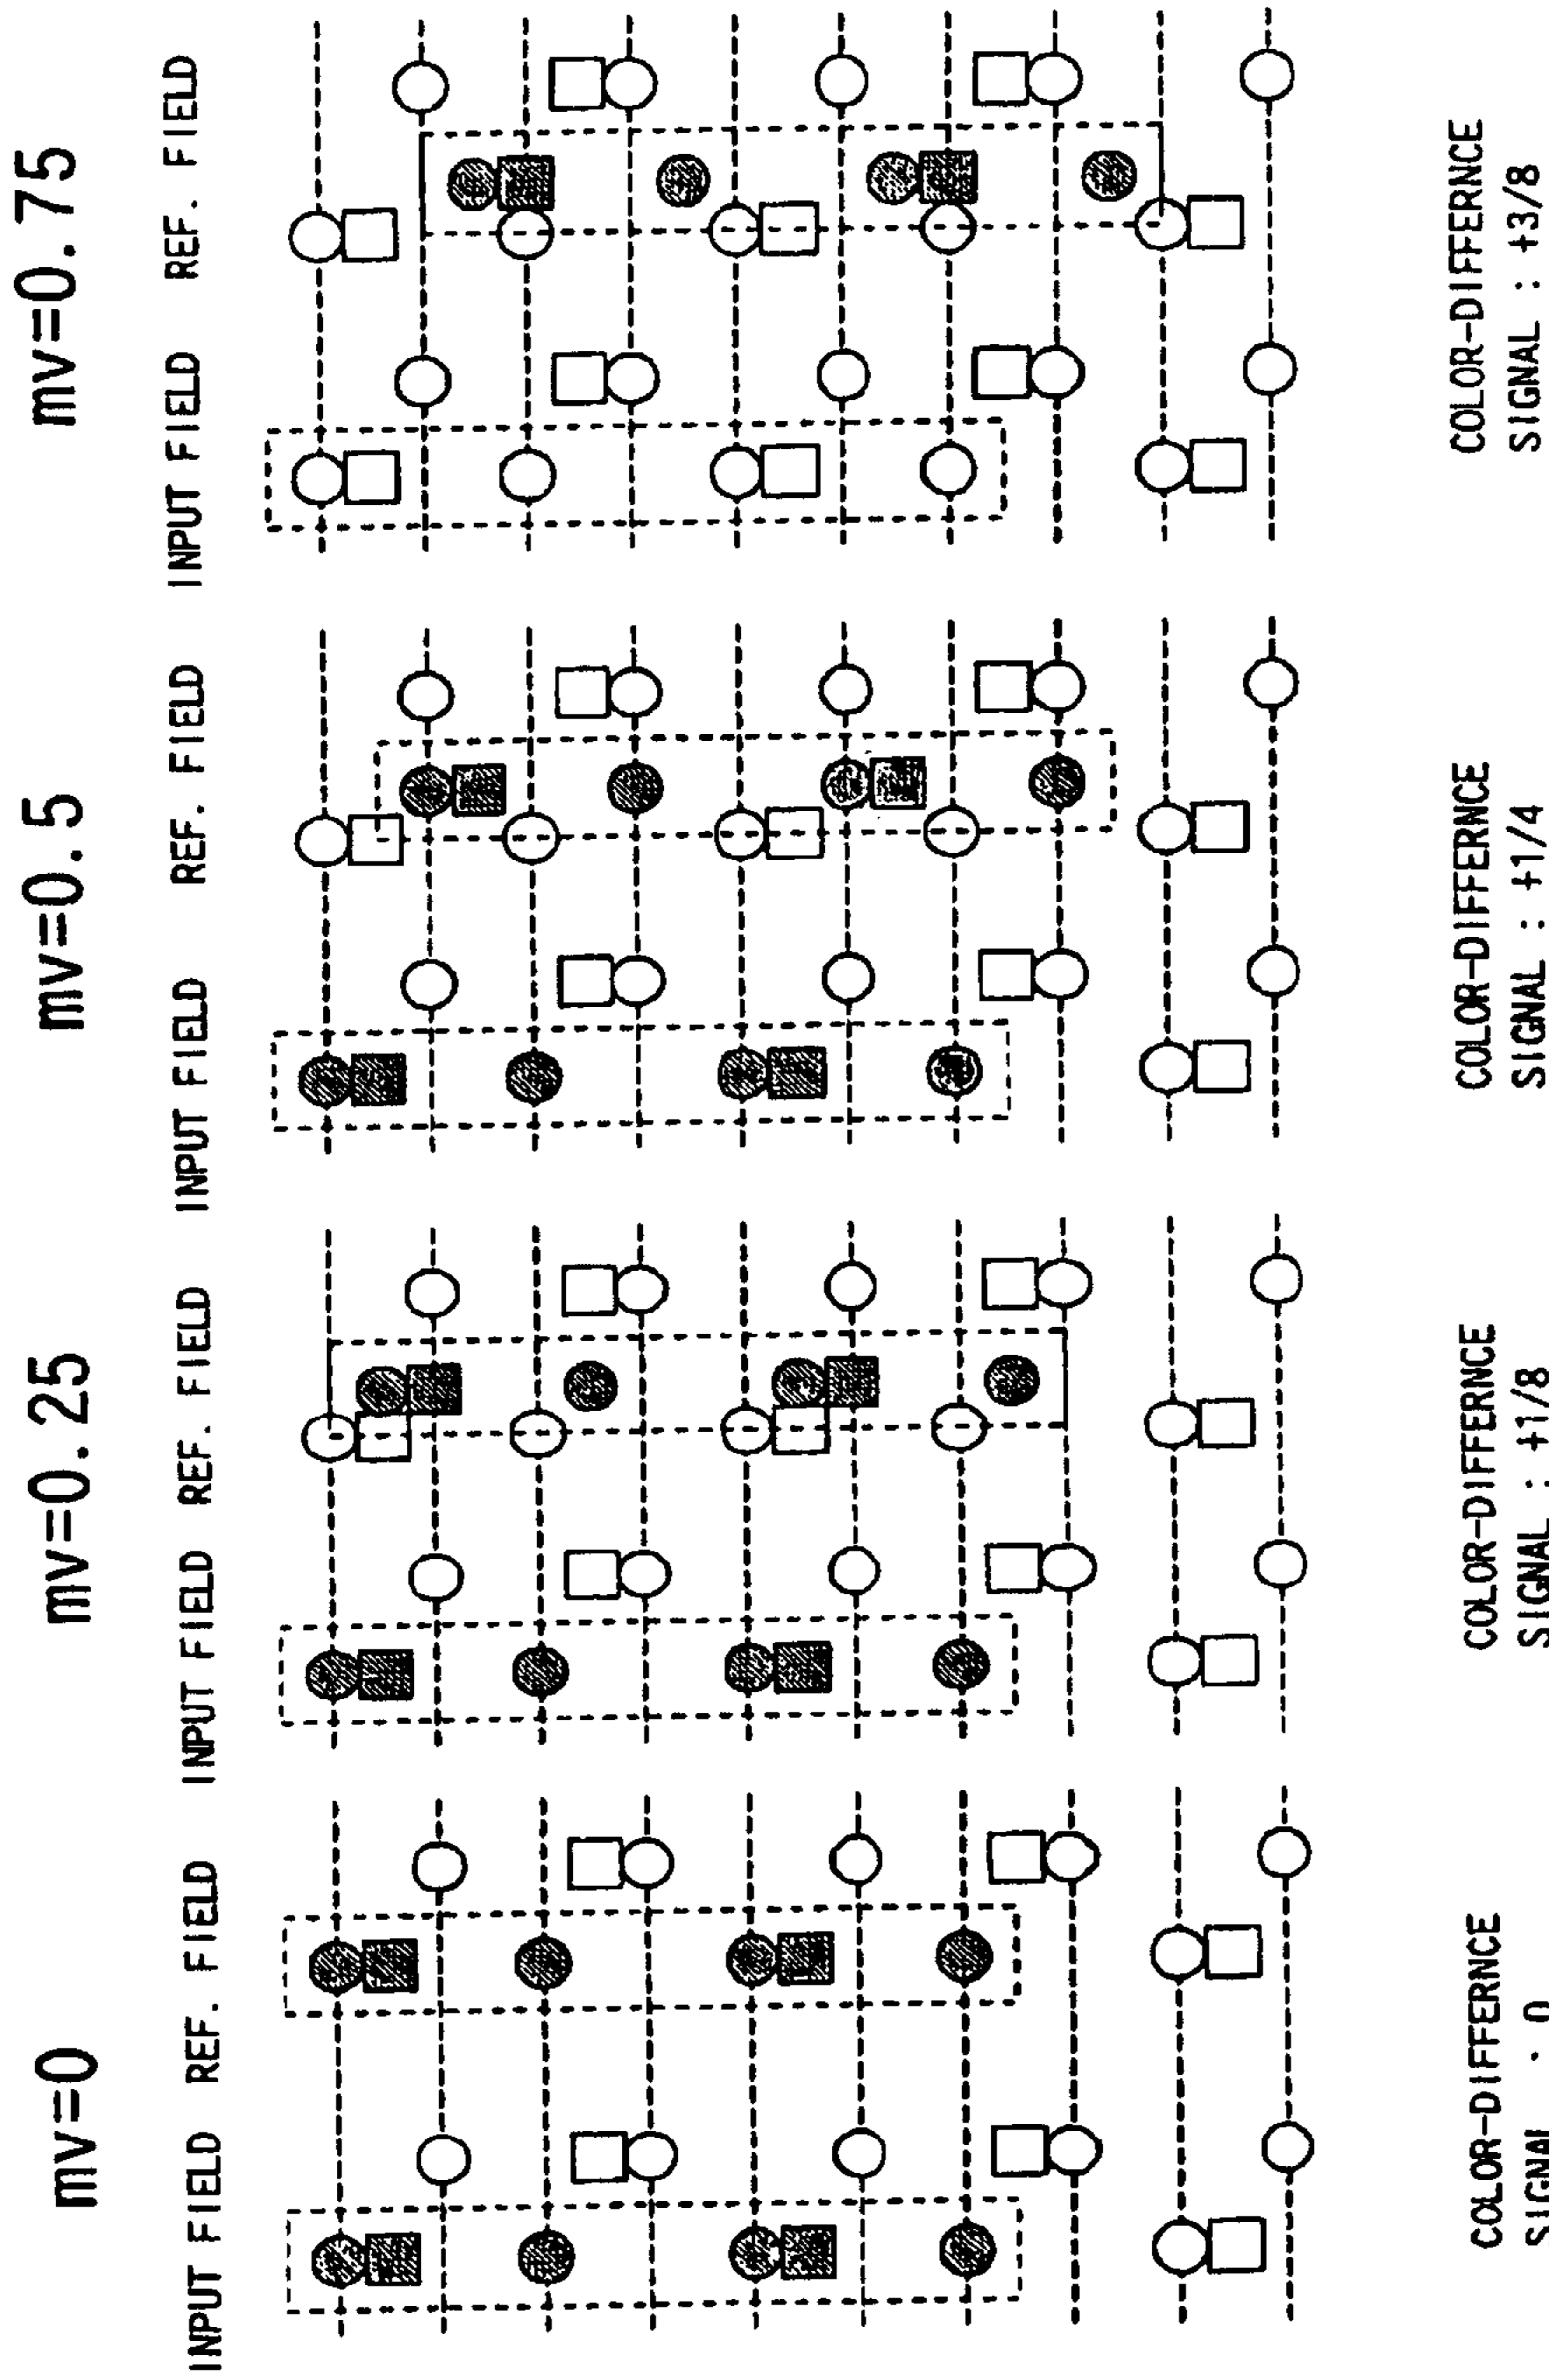 mv=0
mv=0.25
mv=0.5
mv=0.75
INPUT FIELD REF. FIELD
INPUT FIELD REF. FIELD
INPUT FIELD REF. FIELD
INPUT FIELD REF. FIELD
COLOR-DIFFERNCE
SIGNAL : 0
COLOR-DIFFERNCE
SIGNAL : +1/8
COLOR-DIFFERNCE
SIGNAL : +1/4
COLOR-DIFFERNCE
SIGNAL : +3/8